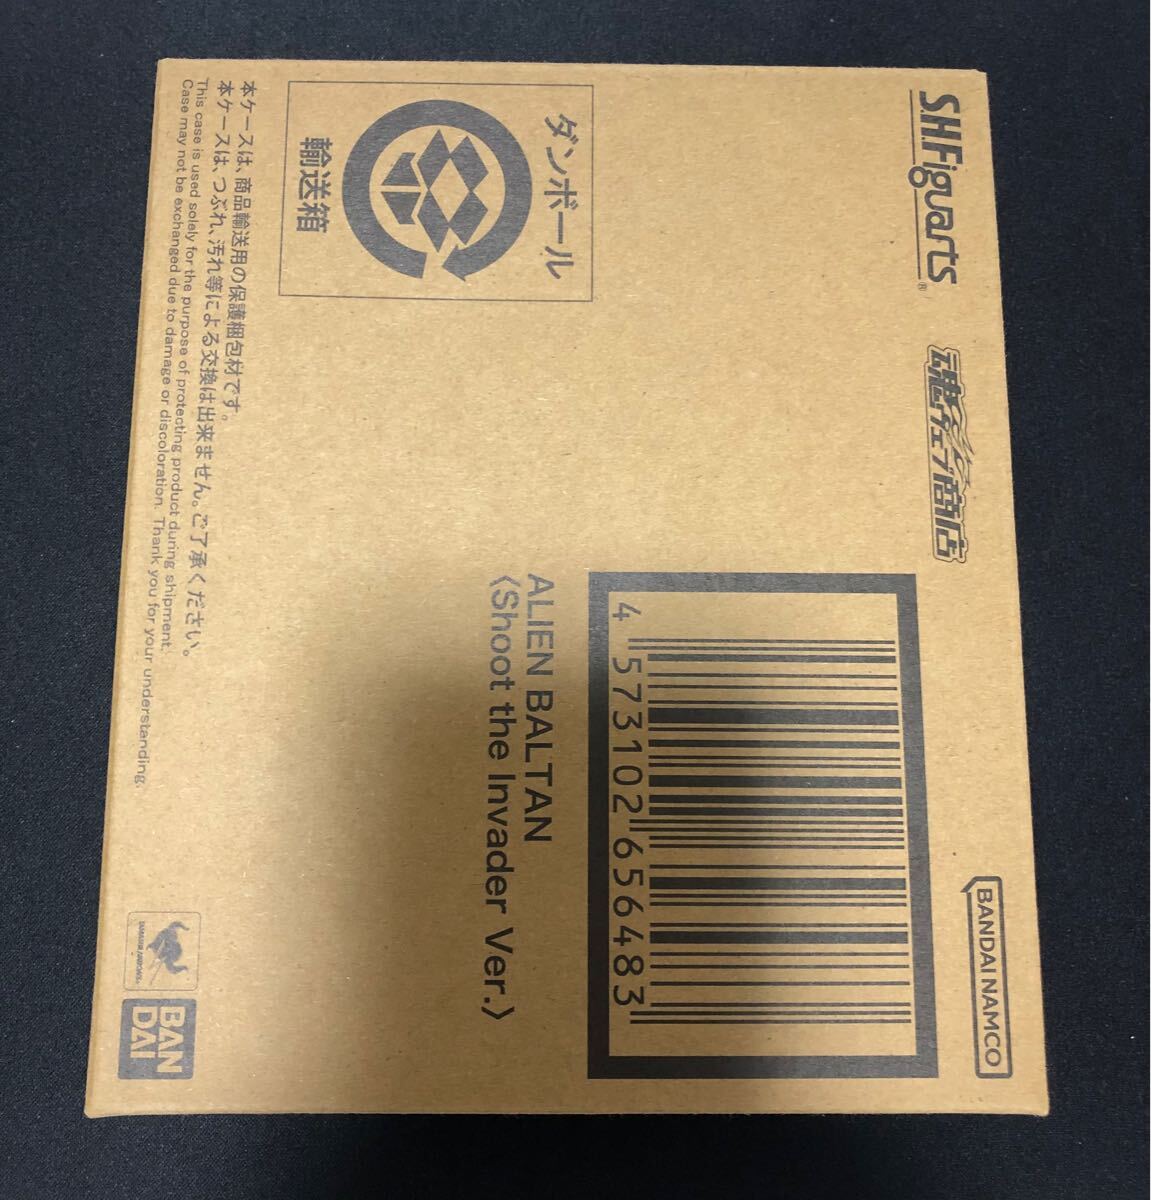 S.H.Figuarts®
魂ウェブ商店
BANDAI NAMCO
ダンボール
輸送箱
4 573102 656483
ALIEN BALTAN
〈Shoot the Invader Ver.〉
本ケースは、商品輸送用の保護梱包材です。
本ケースは、つぶれ、汚れ等による交換は出来ません。ご了承ください。
This case is used solely for the purpose of protecting product during shipment.
Case may not be exchanged due to damage or discoloration. Thank you for your understanding.
TAMASHII NATIONS
BAN
DAI